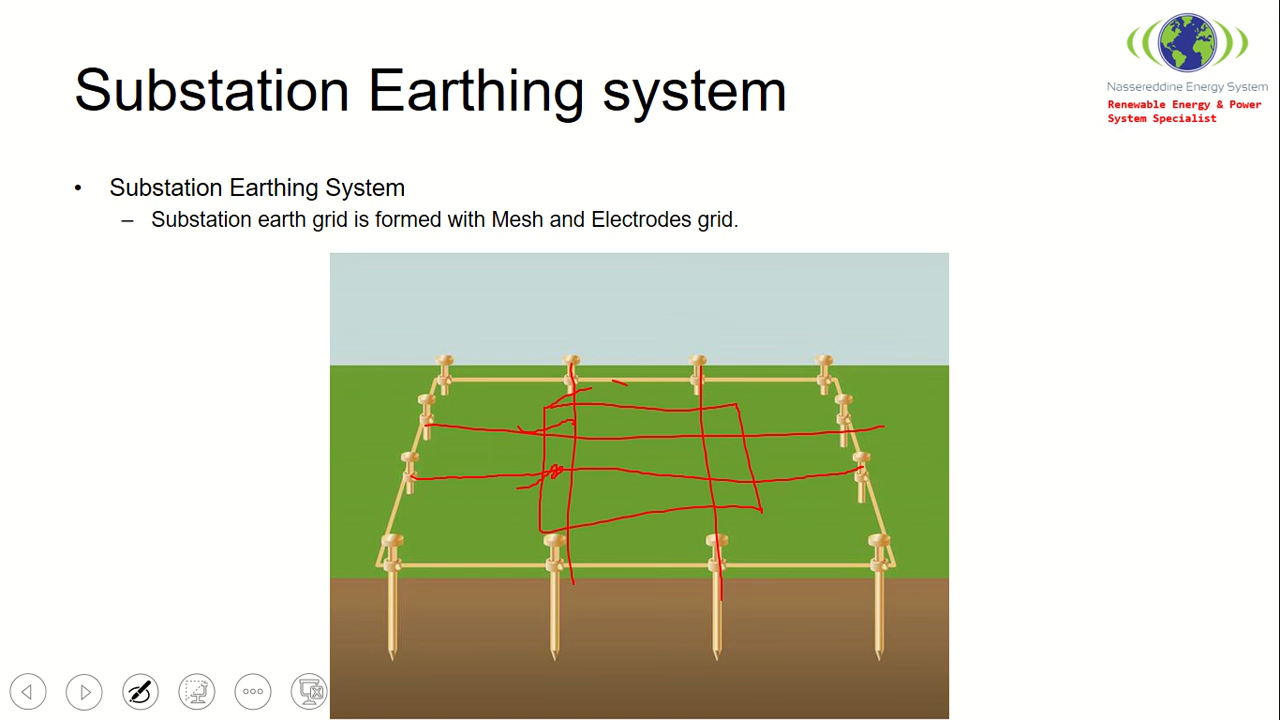 Substation Earthing system
Nassereddine Energy System
Renewable Energy & Power
System Specialist
• Substation Earthing System
– Substation earth grid is formed with Mesh and Electrodes grid.